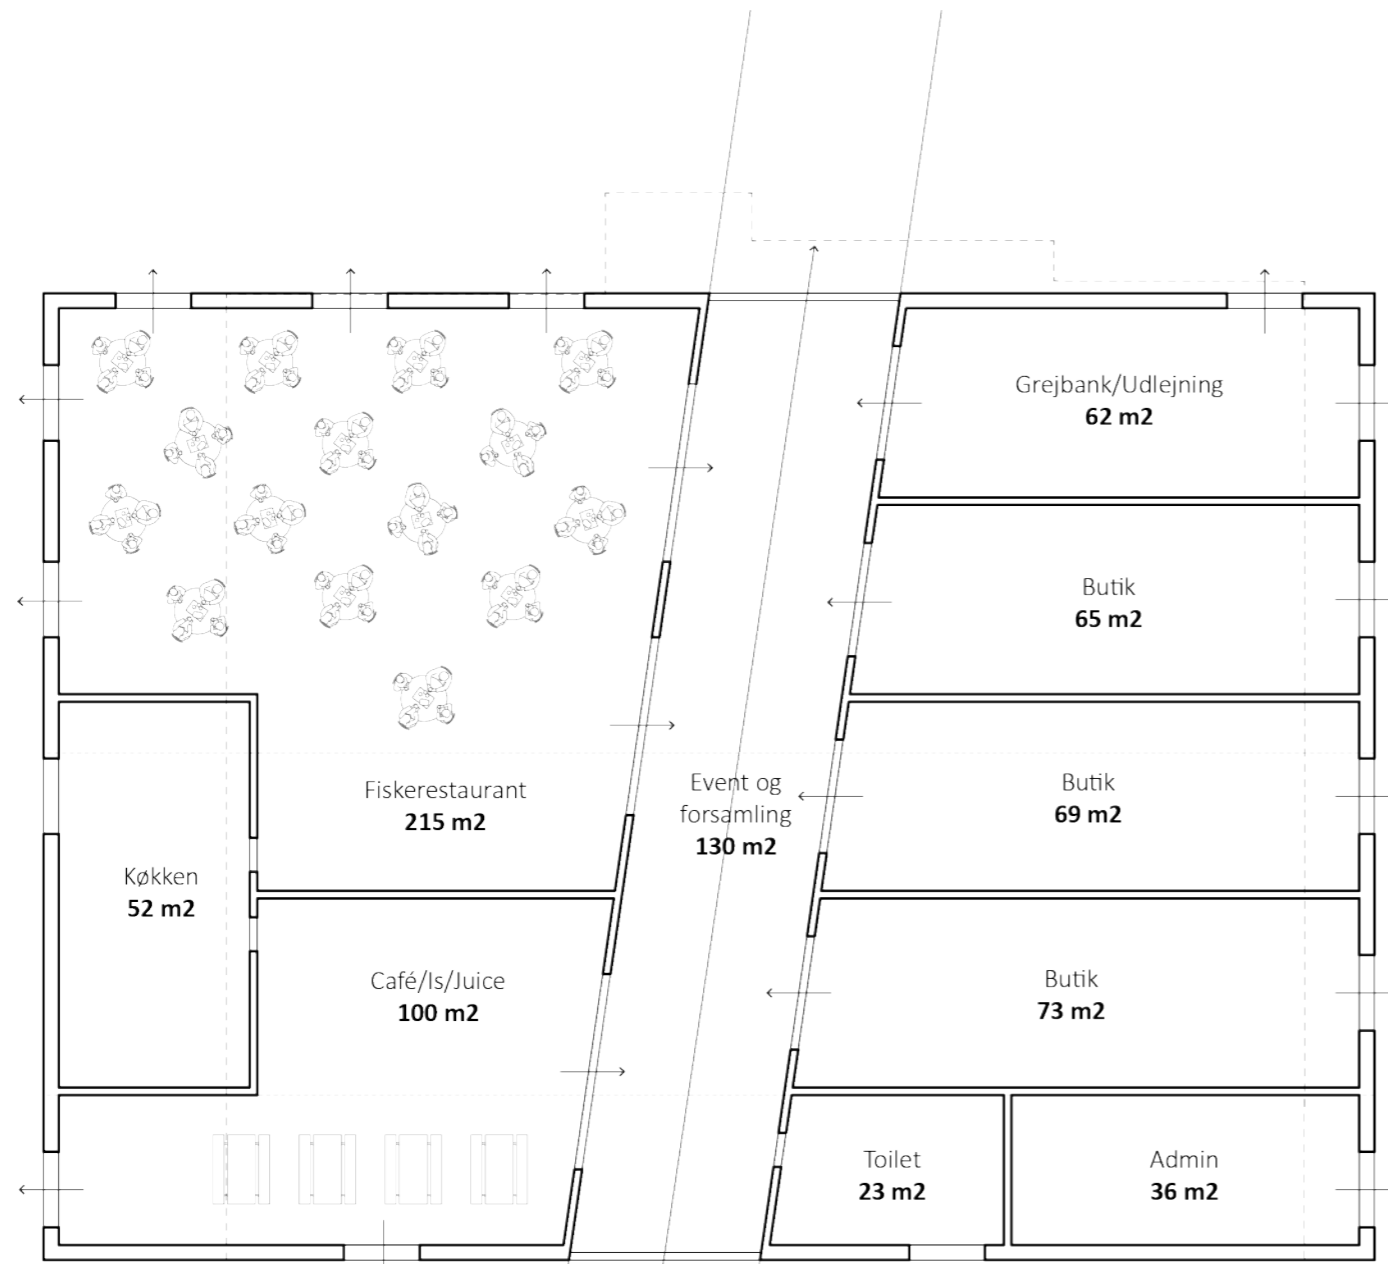 Grejbank/Udlejning
62 m2
Butik
65 m2
Fiskerestaurant
215 m2
Event og
forsamling
130 m2
Butik
69 m2
Køkken
52 m2
Café/Is/Juice
100 m2
Butik
73 m2
Toilet
23 m2
Admin
36 m2